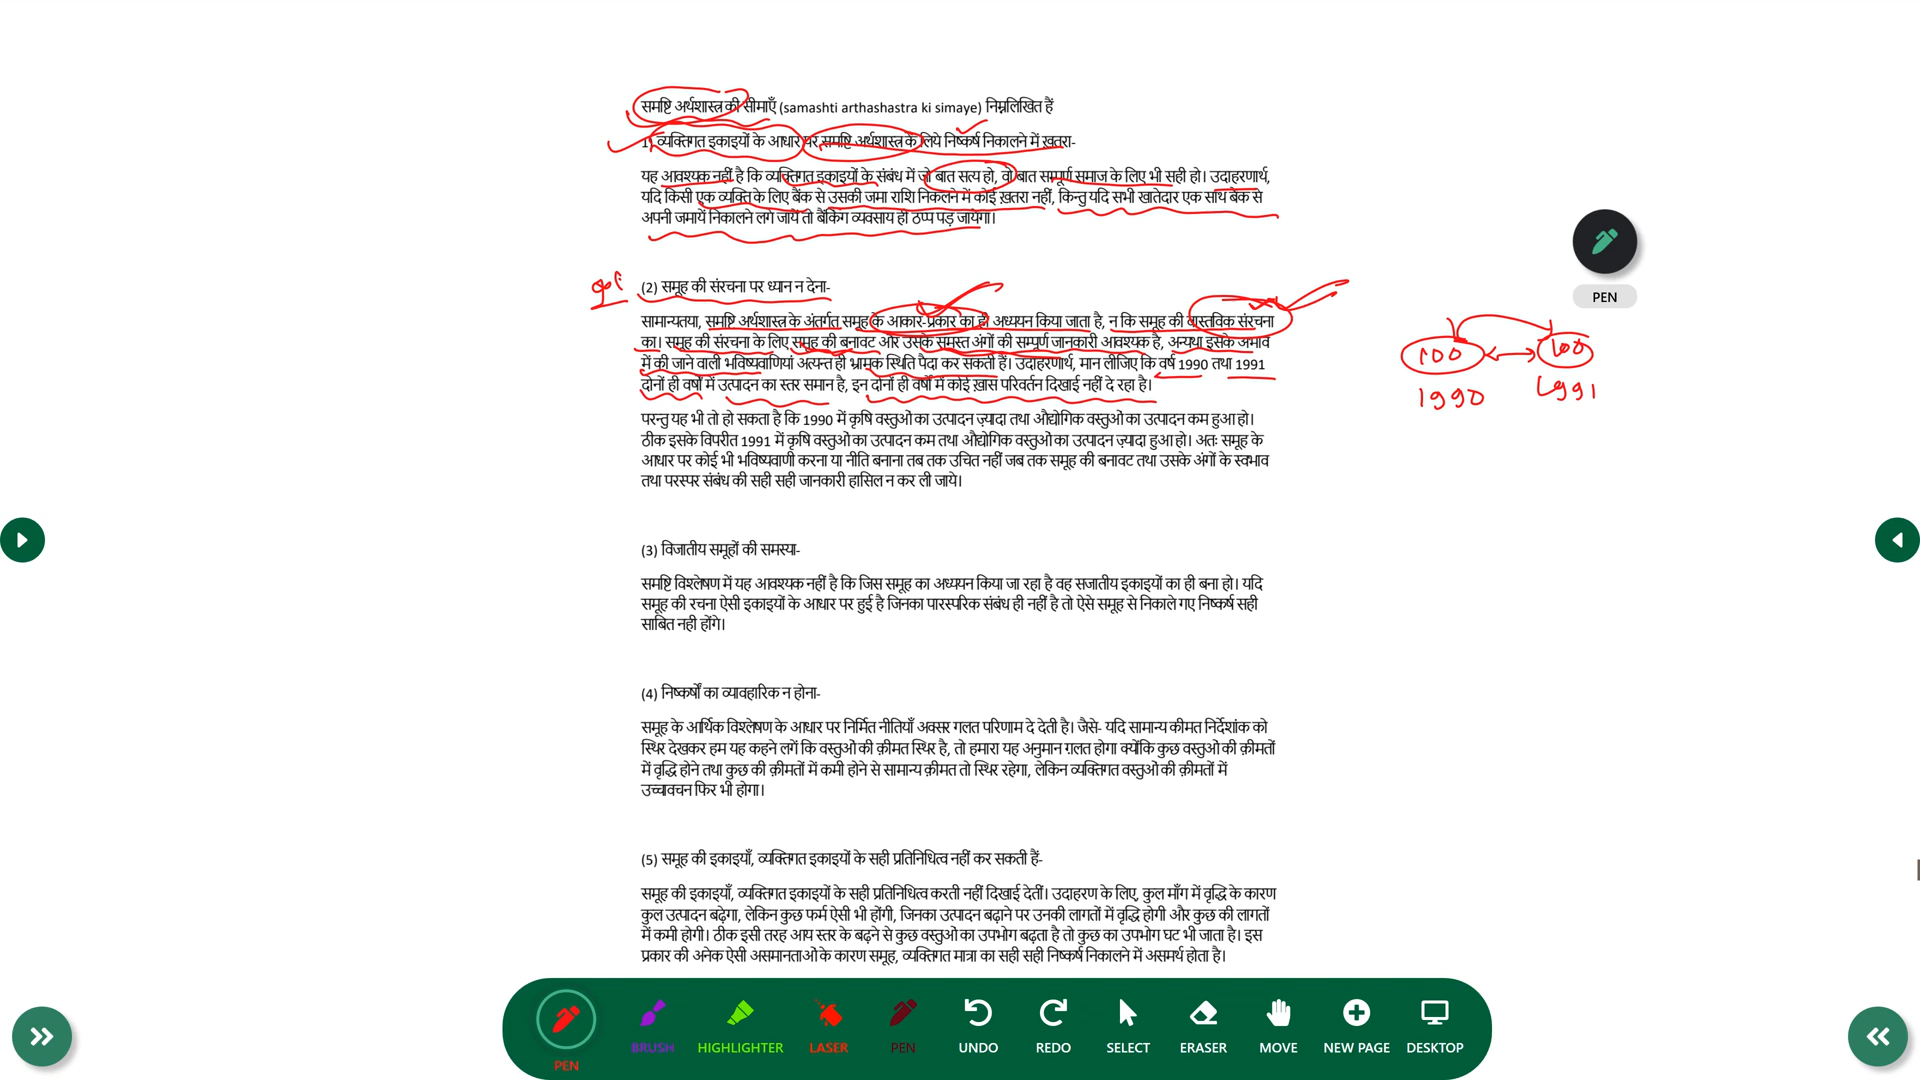 समष्टि अर्थशास्त्र की सीमाएँ (samashti arthashastra ki simaye) निम्नलिखित हैं
1) व्यक्तिगत इकाइयों के आधार पर समष्टि अर्थशास्त्र के लिये निष्कर्ष निकालने में ख़तरा-
यह आवश्यक नहीं है कि व्यक्तिगत इकाइयों के संबंध में जो बात सत्य हो, वो बात सम्पूर्ण समाज के लिए भी सही हो। उदाहरणार्थ,
यदि किसी एक व्यक्ति के लिए बैंक से उसकी जमा राशि निकलने में कोई ख़तरा नहीं, किन्तु यदि सभी खातेदार एक साथ बैंक से
अपनी जमायें निकालने लग जायें तो बैंकिंग व्यवसाय ही ठप्प पड़ जायेगा।
(2) समूह की संरचना पर ध्यान न देना-
सामान्यतया, समष्टि अर्थशास्त्र के अंतर्गत समूह के आकार-प्रकार का ही अध्ययन किया जाता है, न कि समूह की वास्तविक संरचना
का। समूह की संरचना के लिए समूह की बनावट और उसके समस्त अंगों की सम्पूर्ण जानकारी आवश्यक है, अन्यथा इसके अभाव
में की जाने वाली भविष्यवाणियां अत्यन्त ही भ्रामक स्थिति पैदा कर सकती हैं। उदाहरणार्थ, मान लीजिए कि वर्ष 1990 तथा 1991
दोनों ही वर्षों में उत्पादन का स्तर समान है, इन दोनों ही वर्षों में कोई ख़ास परिवर्तन दिखाई नहीं दे रहा है।
100 100
1990 1991
परन्तु यह भी तो हो सकता है कि 1990 में कृषि वस्तुओं का उत्पादन ज़्यादा तथा औद्योगिक वस्तुओं का उत्पादन कम हुआ हो।
ठीक इसके विपरीत 1991 में कृषि वस्तुओं का उत्पादन कम तथा औद्योगिक वस्तुओं का उत्पादन ज़्यादा हुआ हो। अतः समूह के
आधार पर कोई भी भविष्यवाणी करना या नीति बनाना तब तक उचित नहीं जब तक समूह की बनावट तथा उसके अंगों के स्वभाव
तथा परस्पर संबंध की सही सही जानकारी हासिल न कर ली जाये।
(3) विजातीय समूहों की समस्या-
समष्टि विश्लेषण में यह आवश्यक नहीं है कि जिस समूह का अध्ययन किया जा रहा है वह सजातीय इकाइयों का ही बना हो। यदि
समूह की रचना ऐसी इकाइयों के आधार पर हुई है जिनका पारस्परिक संबंध ही नहीं है तो ऐसे समूह से निकाले गए निष्कर्ष सही
साबित नही होंगे।
(4) निष्कर्षों का व्यावहारिक न होना-
समूह के आर्थिक विश्लेषण के आधार पर निर्मित नीतियाँ अक्सर गलत परिणाम दे देती है। जैसे- यदि सामान्य कीमत निर्देशांक को
स्थिर देखकर हम यह कहने लगें कि वस्तुओं की क़ीमत स्थिर है, तो हमारा यह अनुमान ग़लत होगा क्योंकि कुछ वस्तुओं की क़ीमतों
में वृद्धि होने तथा कुछ की क़ीमतों में कमी होने से सामान्य क़ीमत तो स्थिर रहेगा, लेकिन व्यक्तिगत वस्तुओं की क़ीमतों में
उच्चावचन फिर भी होगा।
(5) समूह की इकाइयाँ, व्यक्तिगत इकाइयों के सही प्रतिनिधित्व नहीं कर सकती हैं-
समूह की इकाइयाँ, व्यक्तिगत इकाइयों के सही प्रतिनिधित्व करती नहीं दिखाई देतीं। उदाहरण के लिए, कुल माँग में वृद्धि के कारण
कुल उत्पादन बढ़ेगा, लेकिन कुछ फर्म ऐसी भी होंगी, जिनका उत्पादन बढ़ाने पर उनकी लागतों में वृद्धि होगी और कुछ की लागतों
में कमी होगी। ठीक इसी तरह आय स्तर के बढ़ने से कुछ वस्तुओं का उपभोग बढ़ता है तो कुछ का उपभोग घट भी जाता है। इस
प्रकार की अनेक ऐसी असमानताओं के कारण समूह, व्यक्तिगत मात्रा का सही सही निष्कर्ष निकालने में असमर्थ होता है।
PEN
PEN BRUSH HIGHLIGHTER LASER PEN UNDO REDO SELECT ERASER MOVE NEW PAGE DESKTOP